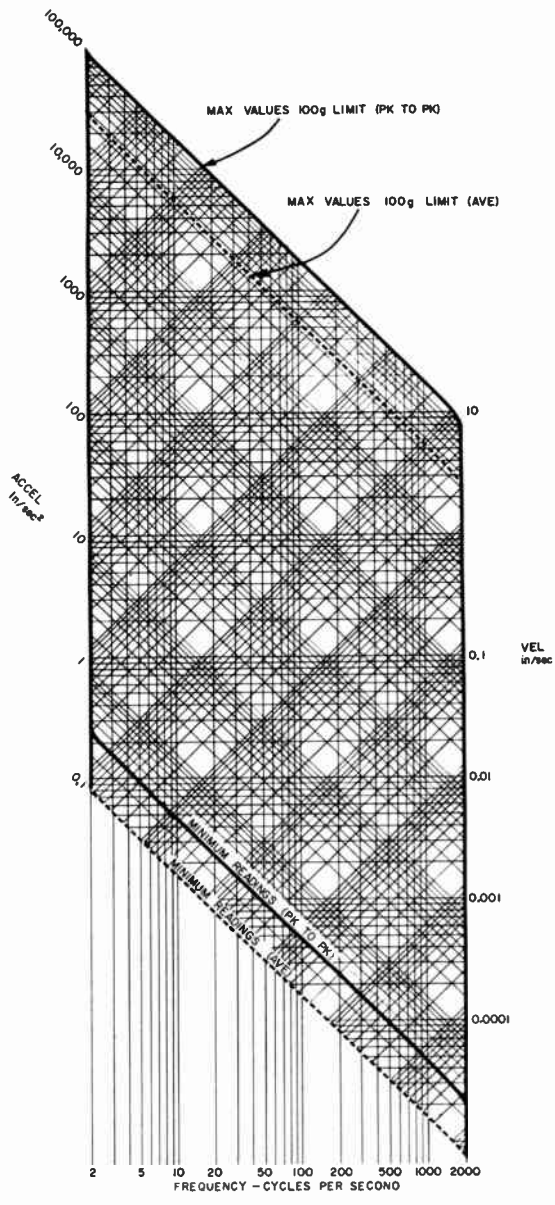 100,000
MAX VALUES 100g LIMIT (PK TO PK)
10,000
MAX VALUES 100g LIMIT (AVE)
1000
100
10
ACCEL
in/sec²
10
1
0.1
VEL
in/sec
0.1
0.01
MINIMUM READINGS (PK TO PK)
MINIMUM READINGS (AVE)
0.001
0.0001
2 5 10 20 50 100 200 500 1000 2000
FREQUENCY - CYCLES PER SECOND